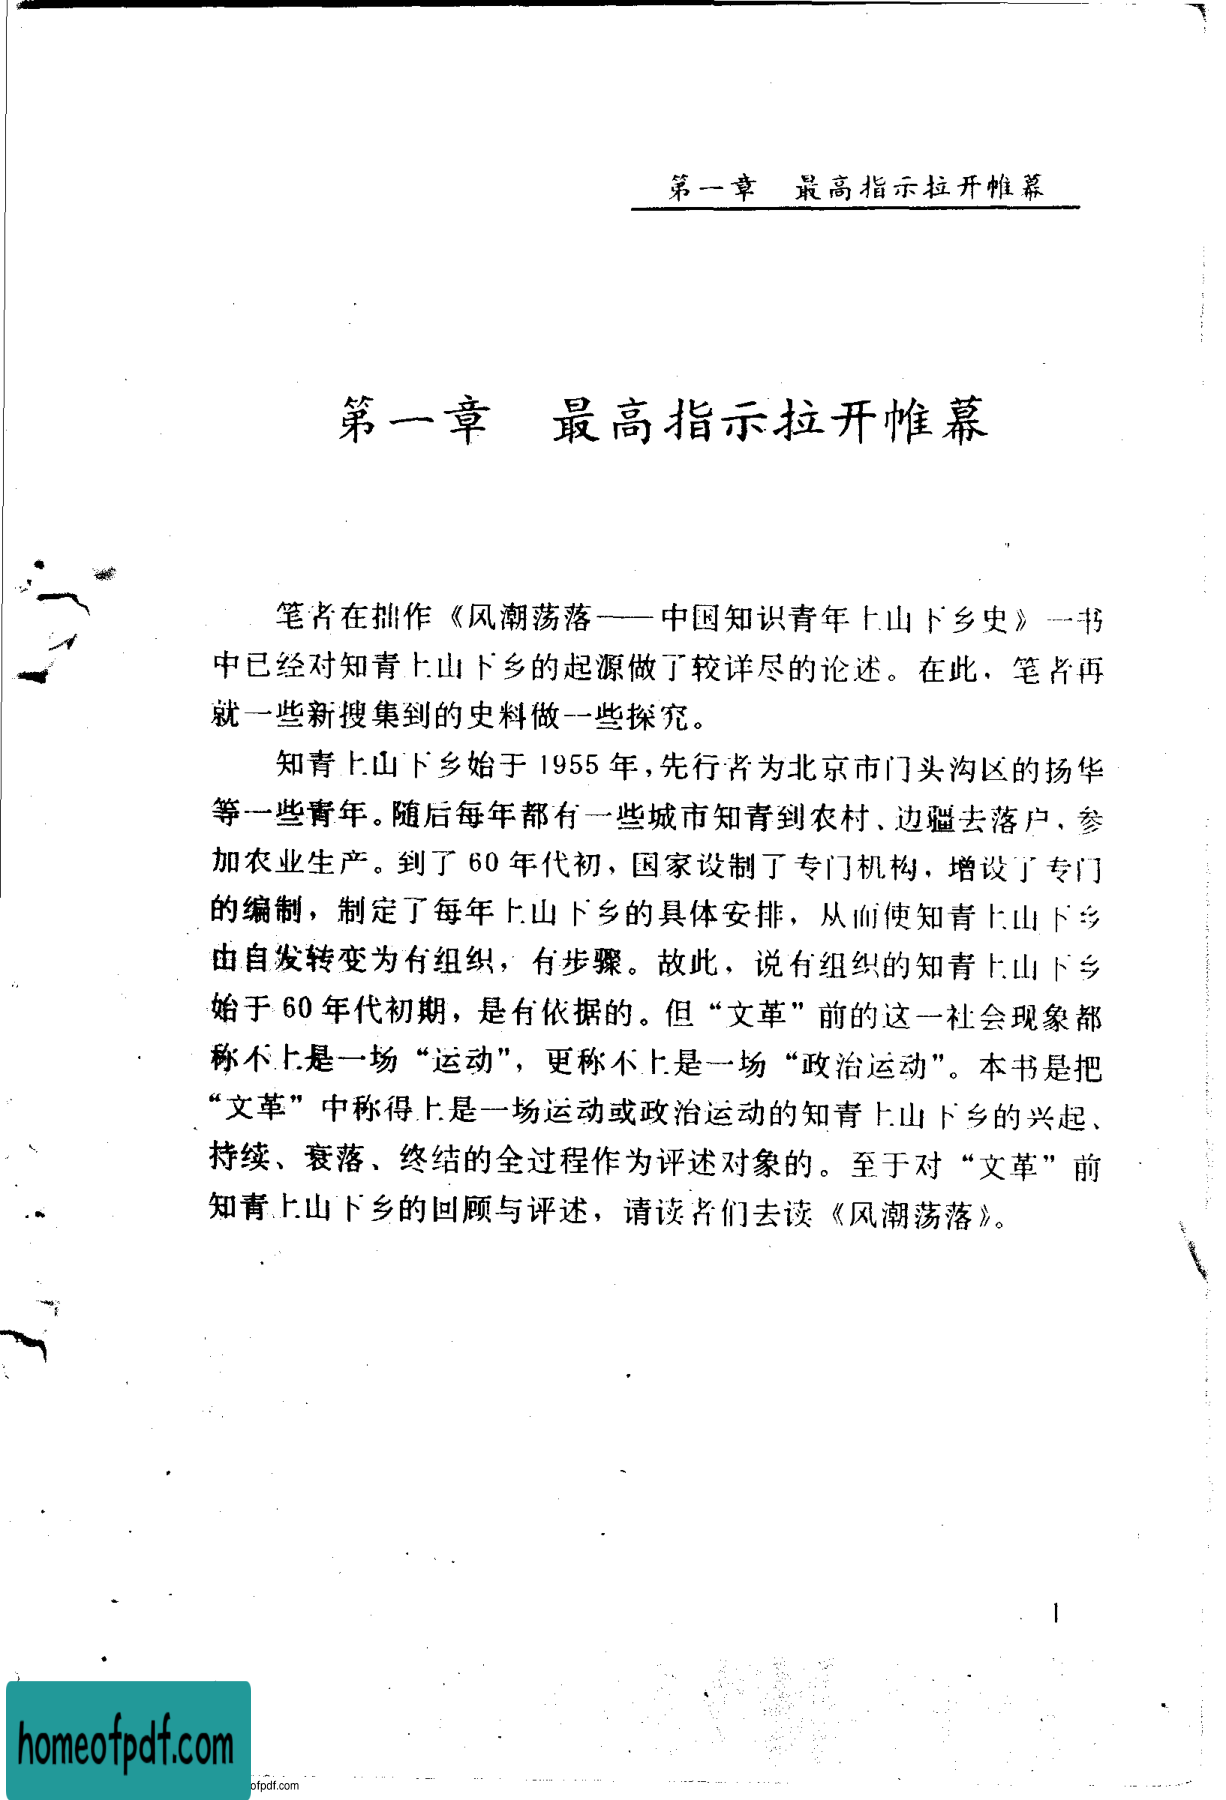 第一章　最高指示拉开帷幕
第一章　最高指示拉开帷幕
笔者在拙作《风潮荡落——中国知识青年上山下乡史》一书
中已经对知青上山下乡的起源做了较详尽的论述。在此，笔者再
就一些新搜集到的史料做一些探究。
知青上山下乡始于 1955 年，先行者为北京市门头沟区的扬华
等一些青年。随后每年都有一些城市知青到农村、边疆去落户，参
加农业生产。到了 60 年代初，国家设制了专门机构，增设了专门
的编制，制定了每年上山下乡的具体安排，从而使知青上山下乡
由自发转变为有组织，有步骤。故此，说有组织的知青上山下乡
始于 60 年代初期，是有依据的。但“文革”前的这一社会现象都
称不上是一场“运动”，更称不上是一场“政治运动”。本书是把
“文革”中称得上是一场运动或政治运动的知青上山下乡的兴起、
持续、衰落、终结的全过程作为评述对象的。至于对“文革”前
知青上山下乡的回顾与评述，请读者们去读《风潮荡落》。
1
homeofpdf.com
ofpdf.com